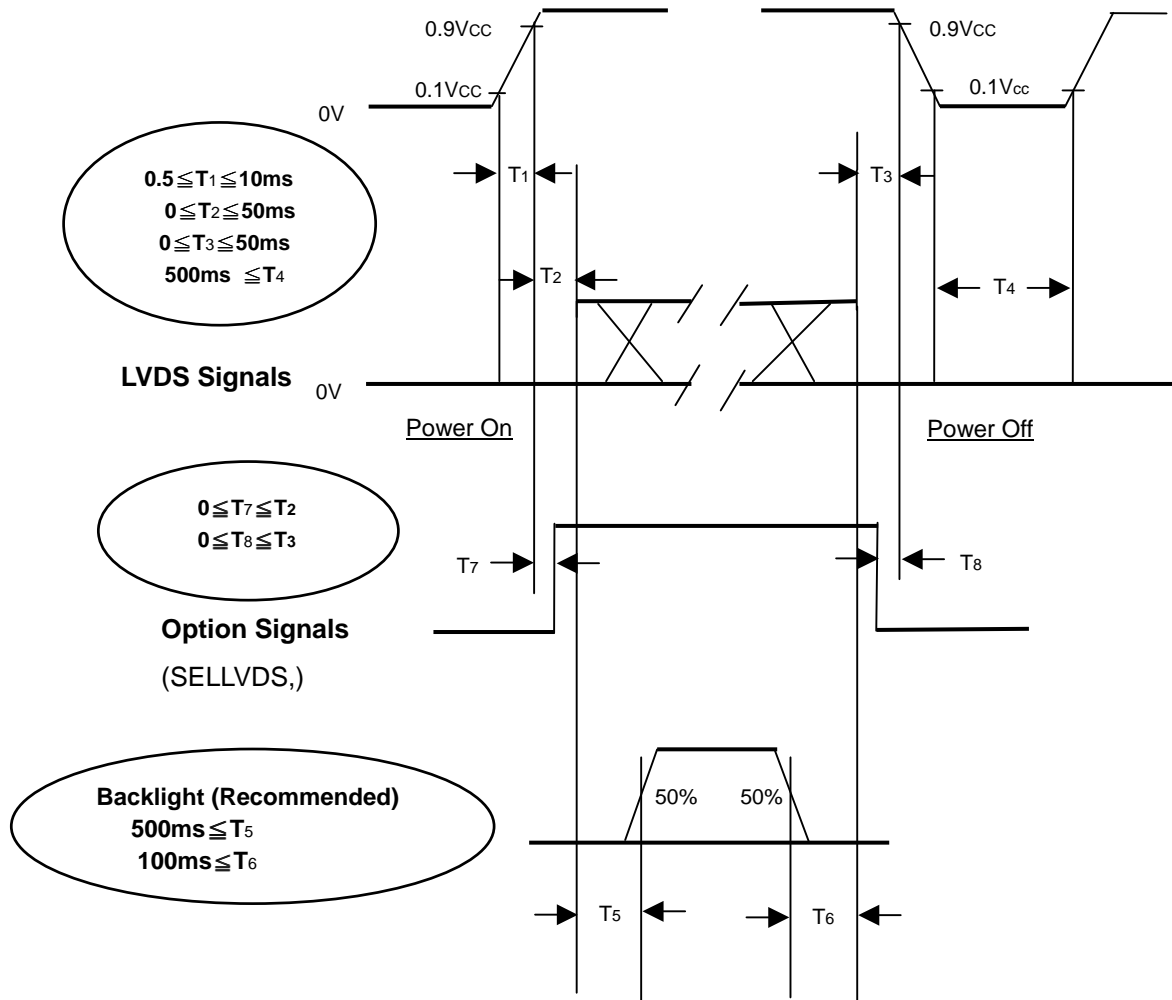 0.9Vcc
0.9Vcc
0.1Vcc
0.1Vcc
0V
0.5≦T1≦10ms
0≦T2≦50ms
0≦T3≦50ms
500ms ≦T4
T1
T3
T2
T4
LVDS Signals
0V
Power On
Power Off
0≦T7≦T2
0≦T8≦T3
T7
T8
Option Signals
(SELLVDS,)
Backlight (Recommended)
500ms≦T5
100ms≦T6
50%
50%
T5
T6